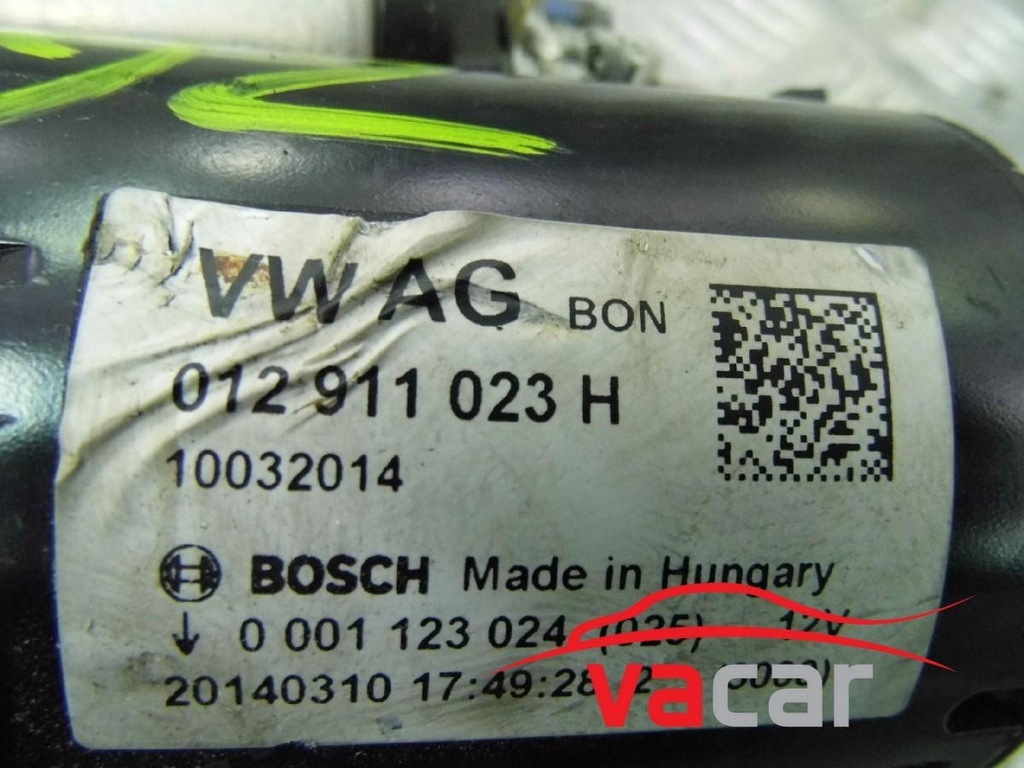 VW AG BON
012 911 023 H
10032014
BOSCH Made in Hungary
0 001 123 024 (025) 12V
20140310 17:49:28
vacar